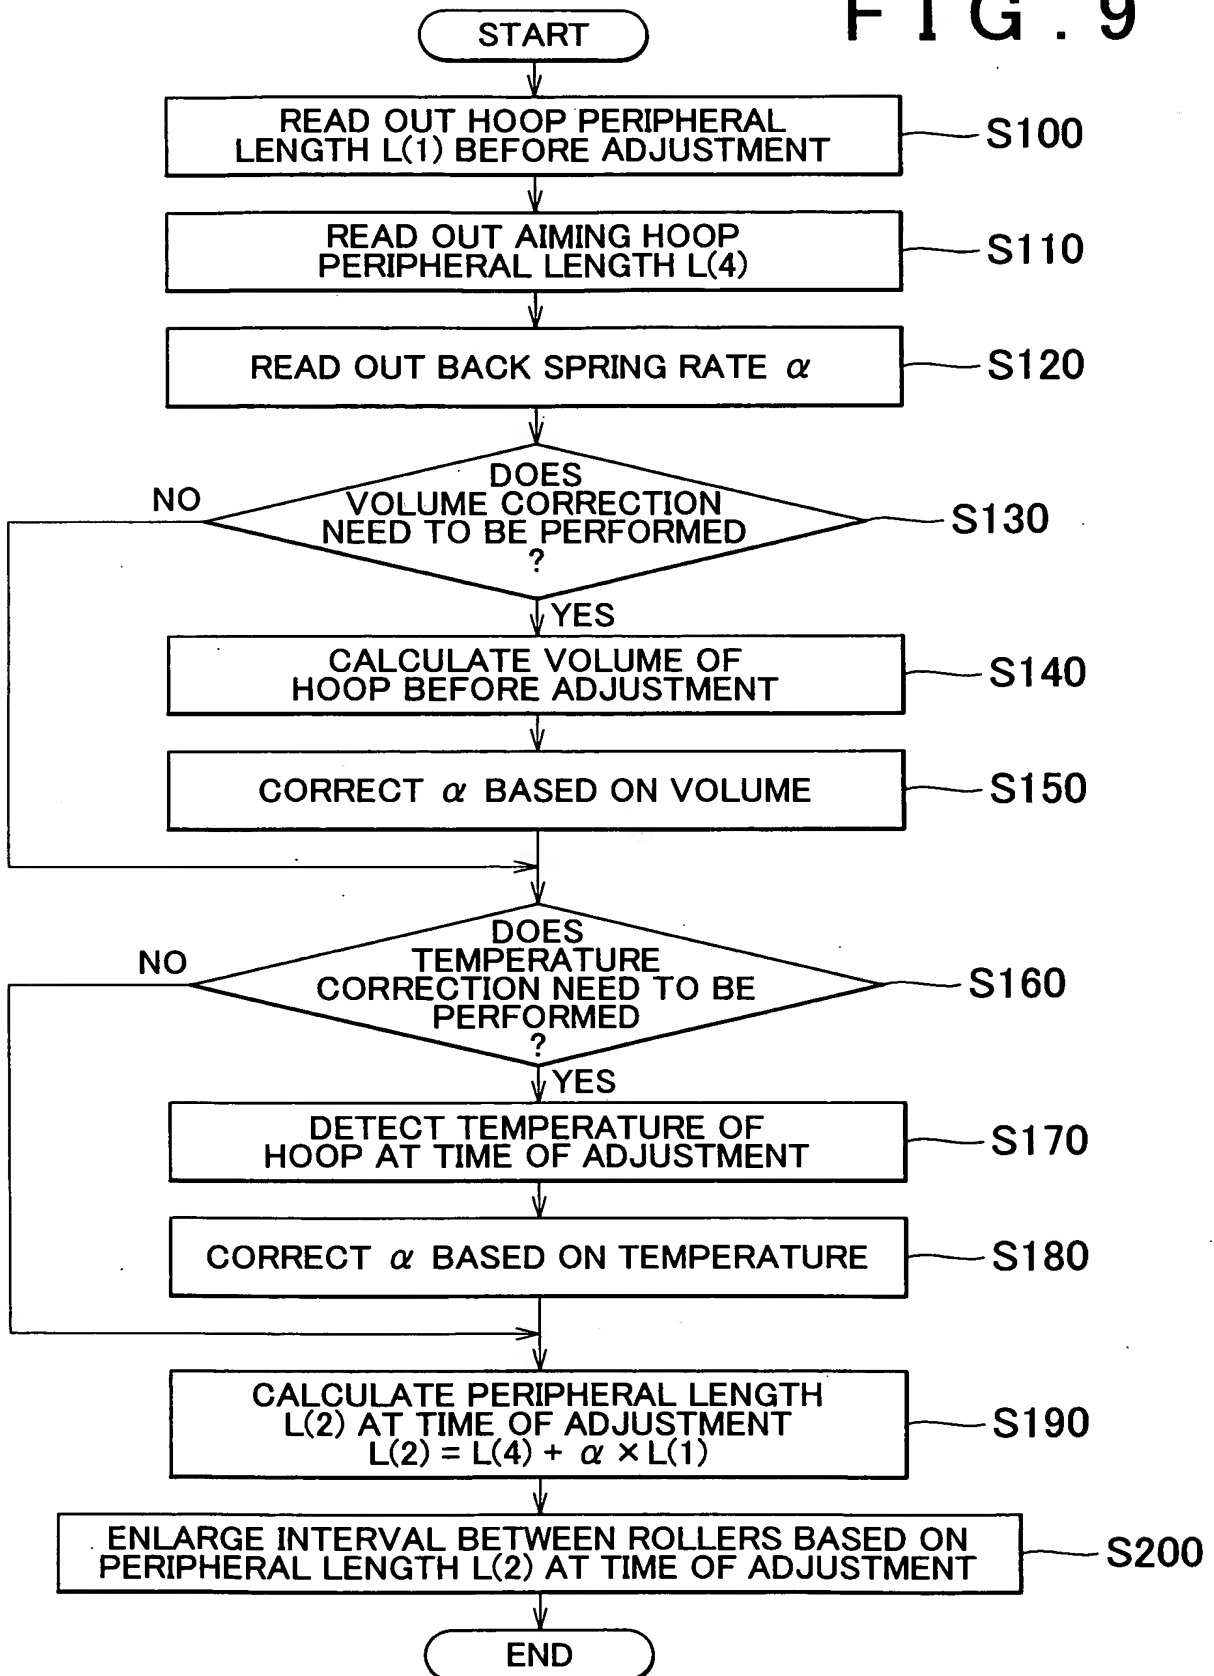 FIG.9
START
READ OUT HOOP PERIPHERAL
LENGTH L(1) BEFORE ADJUSTMENT
S100
READ OUT AIMING HOOP
PERIPHERAL LENGTH L(4)
S110
READ OUT BACK SPRING RATE α
S120
DOES
VOLUME CORRECTION
NEED TO BE PERFORMED
?
S130
NO
YES
CALCULATE VOLUME OF
HOOP BEFORE ADJUSTMENT
S140
CORRECT α BASED ON VOLUME
S150
DOES
TEMPERATURE
CORRECTION NEED TO BE
PERFORMED
?
S160
NO
YES
DETECT TEMPERATURE OF
HOOP AT TIME OF ADJUSTMENT
S170
CORRECT α BASED ON TEMPERATURE
S180
CALCULATE PERIPHERAL LENGTH
L(2) AT TIME OF ADJUSTMENT
L(2) = L(4) + α × L(1)
S190
ENLARGE INTERVAL BETWEEN ROLLERS BASED ON
PERIPHERAL LENGTH L(2) AT TIME OF ADJUSTMENT
S200
END